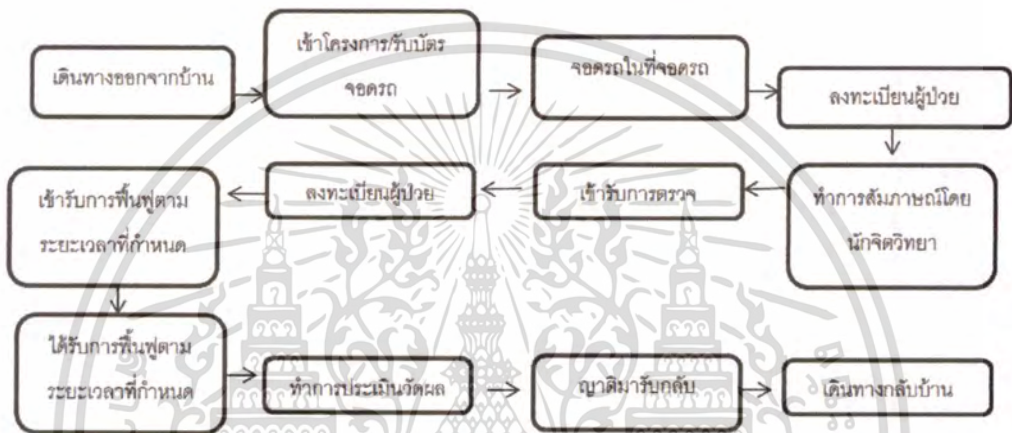 เดินทางออกจากบ้าน
เข้าโครงการ/รับบัตร
จอดรถ
จอดรถในที่จอดรถ
ลงทะเบียนผู้ป่วย
ทำการสัมภาษณ์โดย
นักจิตวิทยา
เข้ารับการตรวจ
ลงทะเบียนผู้ป่วย
เข้ารับการฟื้นฟูตาม
ระยะเวลาที่กำหนด
ได้รับการฟื้นฟูตาม
ระยะเวลาที่กำหนด
ทำการประเมินวัดผล
ญาติมารับกลับ
เดินทางกลับบ้าน